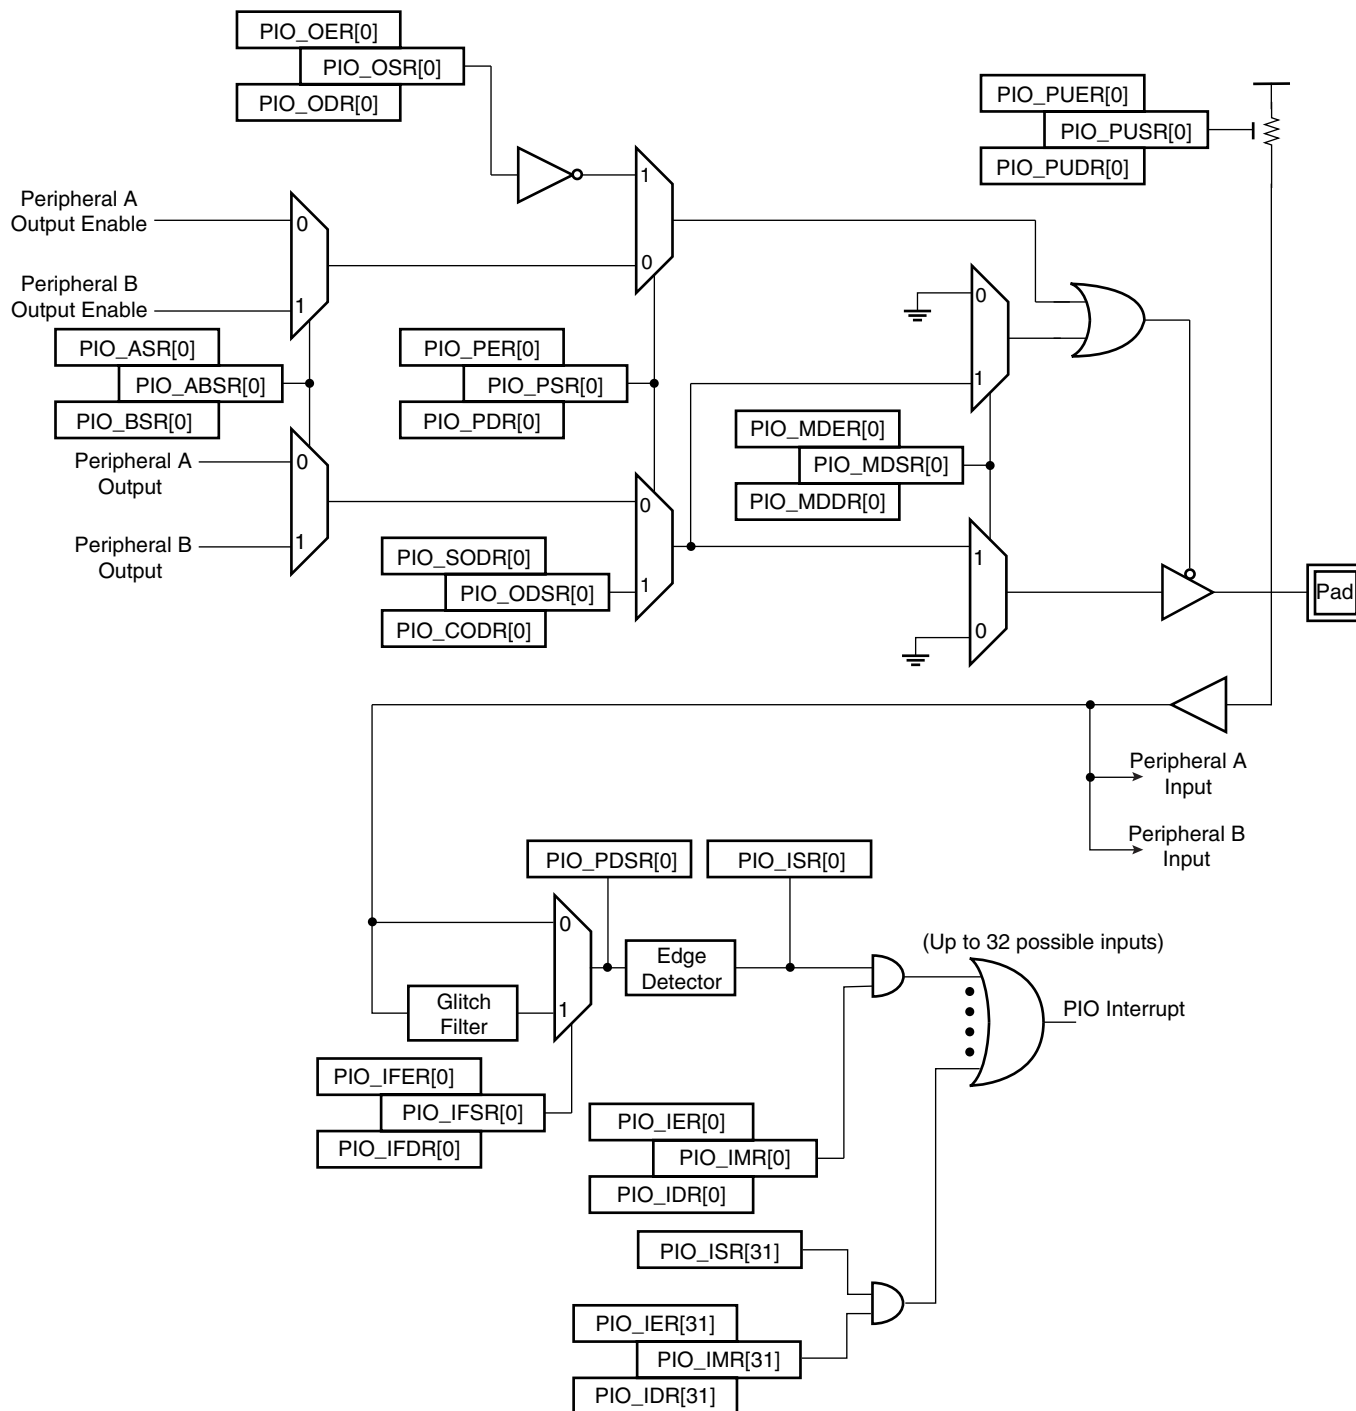 PIO_OER[0]
PIO_OSR[0]
PIO_ODR[0]
PIO_PUER[0]
PIO_PUSR[0]
PIO_PUDR[0]
1
0
Peripheral A
Output Enable
0
Peripheral B
Output Enable
1
PIO_ASR[0]
PIO_ABSR[0]
PIO_BSR[0]
PIO_PER[0]
PIO_PSR[0]
PIO_PDR[0]
0
1
PIO_MDER[0]
PIO_MDSR[0]
PIO_MDDR[0]
Peripheral A
Output
0
Peripheral B
Output
1
0
1
PIO_SODR[0]
PIO_ODSR[0]
PIO_CODR[0]
1
0
Pad
Peripheral A
Input
Peripheral B
Input
PIO_PDSR[0]
PIO_ISR[0]
0
1
Glitch
Filter
Edge
Detector
(Up to 32 possible inputs)
PIO Interrupt
PIO_IFER[0]
PIO_IFSR[0]
PIO_IFDR[0]
PIO_IER[0]
PIO_IMR[0]
PIO_IDR[0]
PIO_ISR[31]
PIO_IER[31]
PIO_IMR[31]
PIO_IDR[31]